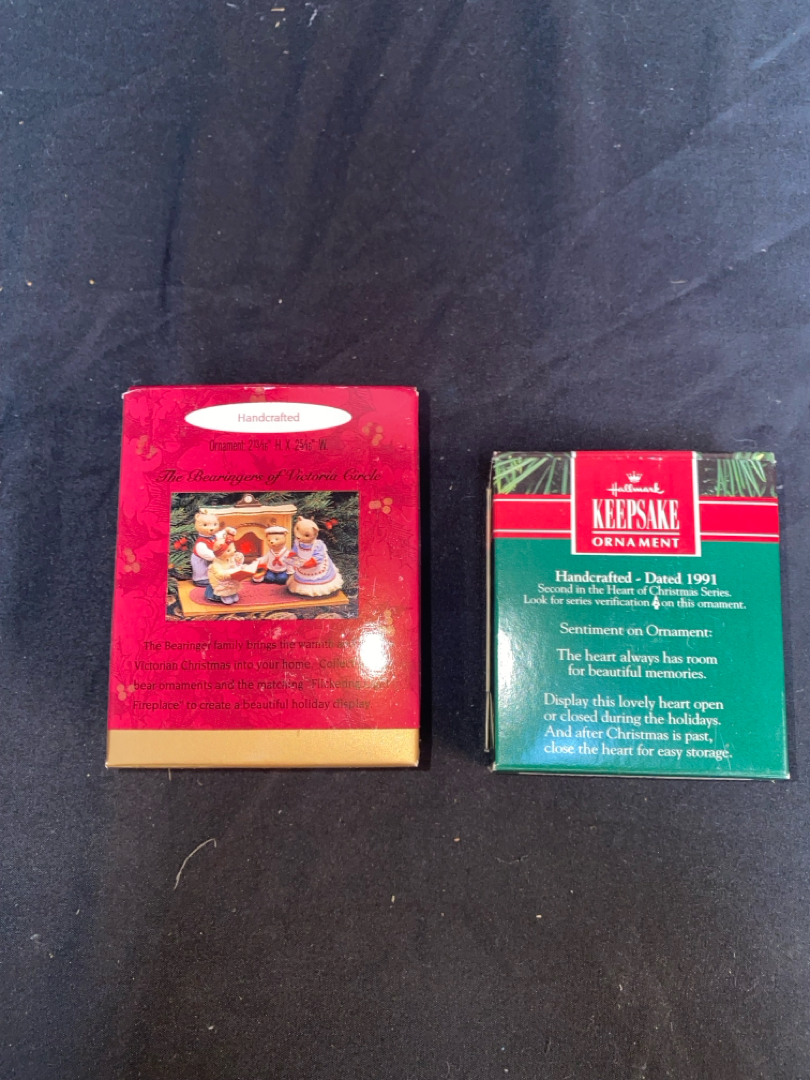 Handcrafted
Ornament H X W.
The Bearingers of Victoria Circle
The Bearinger family brings the warmth
Victorian Christmas into your home. Collect
bear ornaments and the matching "Flickering
Fireplace" to create a beautiful holiday display.
Hallmark
KEEPSAKE
ORNAMENT
Handcrafted - Dated 1991
Second in the Heart of Christmas Series.
Look for series verification on this ornament.
Sentiment on Ornament:
The heart always has room
for beautiful memories.
Display this lovely heart open
or closed during the holidays.
And after Christmas is past,
close the heart for easy storage.